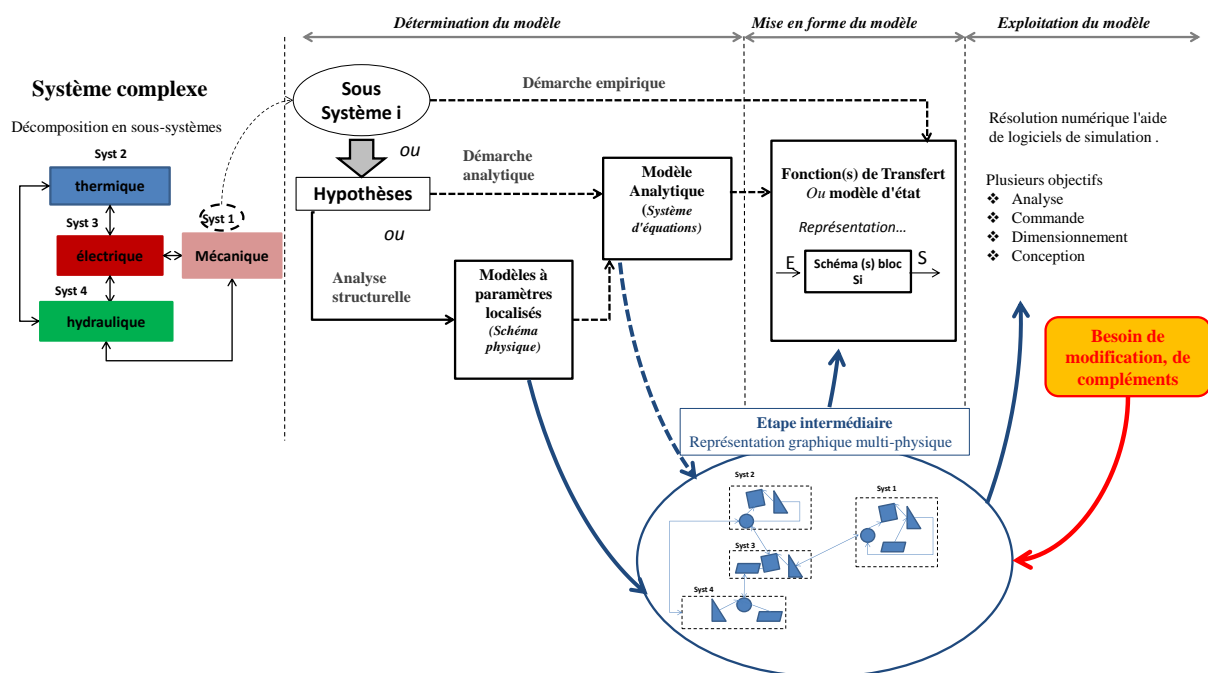 Détermination du modèle
Mise en forme du modèle
Exploitation du modèle
Système complexe
Décomposition en sous-systèmes
Syst 2
thermique
Syst 3
électrique
Syst 1
Mécanique
Syst 4
hydraulique
Sous
Système i
ou
Hypothèses
ou
Démarche empirique
Démarche
analytique
Analyse
structurelle
Modèles à
paramètres
localisés
(Schéma
physique)
Modèle
Analytique
(Système
d'équations)
Fonction(s) de Transfert
Ou modèle d'état
Représentation…
E
Schéma (s) bloc
Si
S
Résolution numérique l'aide
de logiciels de simulation .
Plusieurs objectifs
❖ Analyse
❖ Commande
❖ Dimensionnement
❖ Conception
Besoin de
modification, de
compléments
Etape intermédiaire
Représentation graphique multi-physique
Syst 2
Syst 1
Syst 3
Syst 4